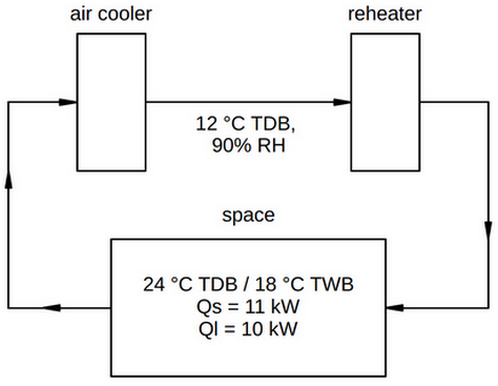 air cooler
reheater
12 °C TDB,
90% RH
space
24 °C TDB / 18 °C TWB
Qs = 11 kW
Ql = 10 kW